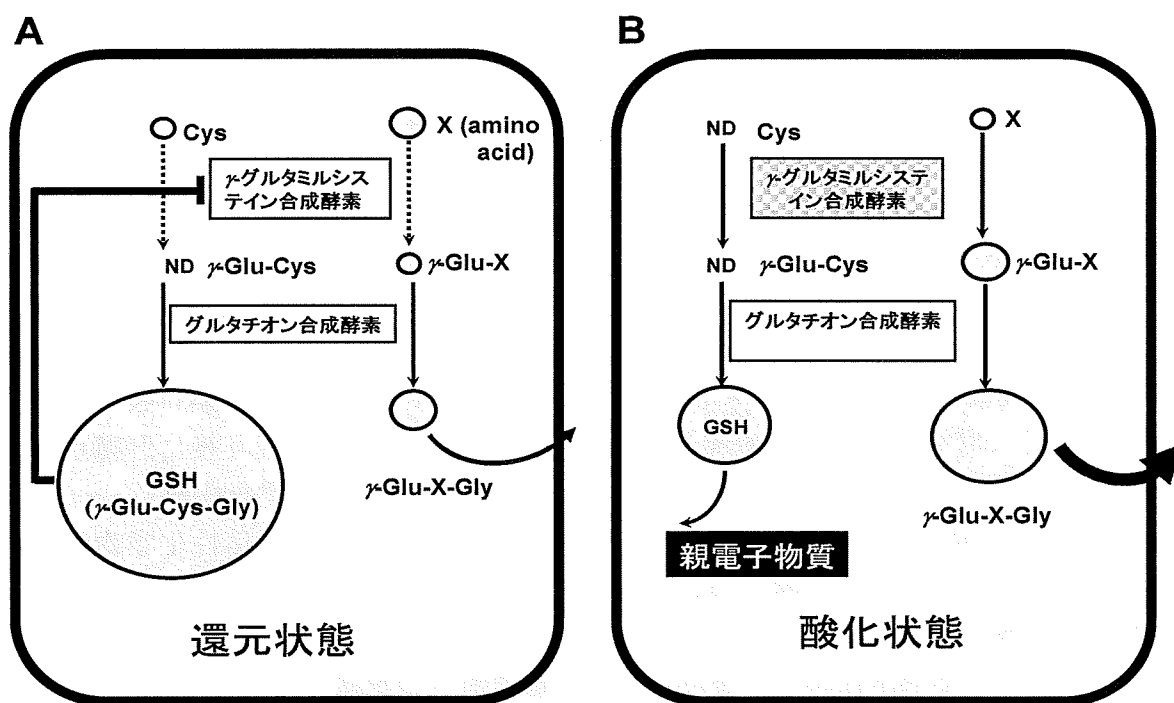 A
Cys
X (amino
acid)
γ-グルタミルシス
テイン合成酵素
ND γ-Glu-Cys
γ-Glu-X
グルタチオン合成酵素
GSH
(γ-Glu-Cys-Gly)
γ-Glu-X-Gly
還元状態
B
ND Cys
X
γ-グルタミルシステ
イン合成酵素
ND γ-Glu-Cys
γ-Glu-X
グルタチオン合成酵素
GSH
γ-Glu-X-Gly
親電子物質
酸化状態